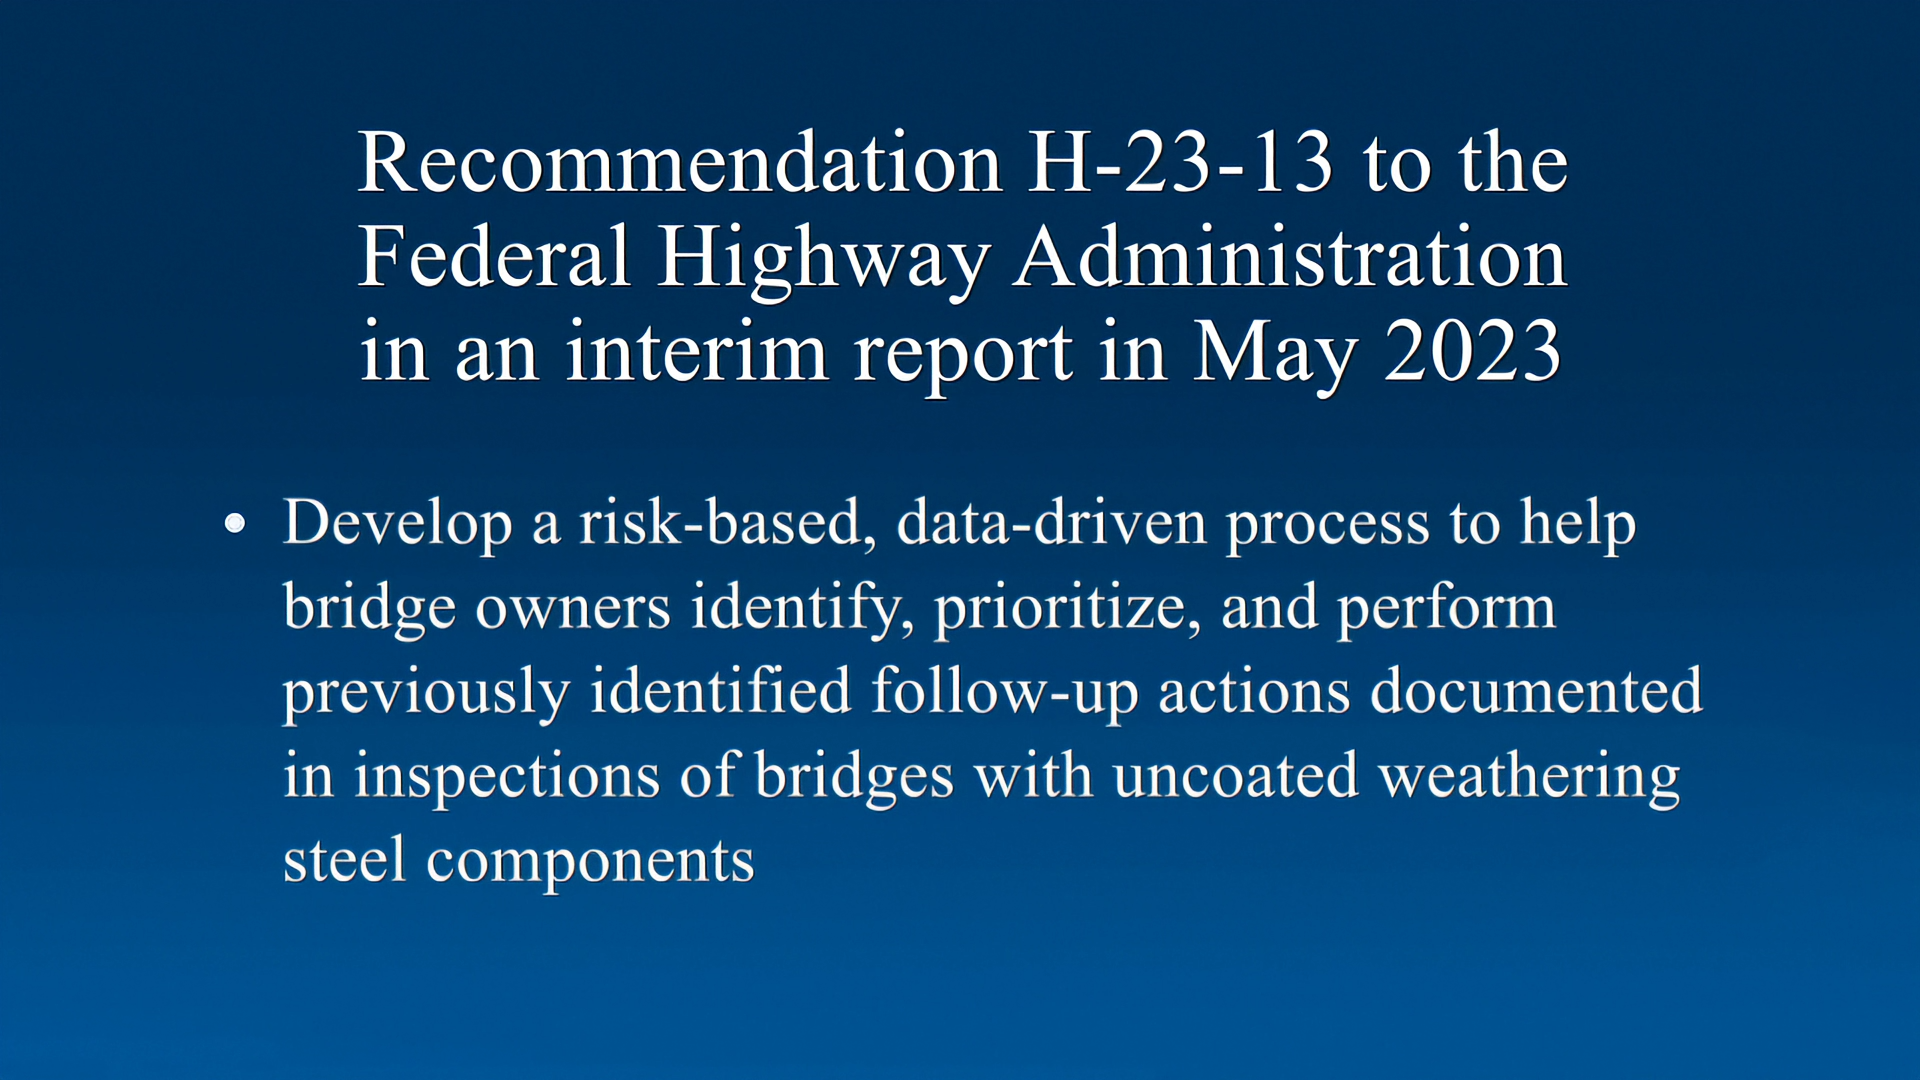 Recommendation H-23-13 to the
Federal Highway Administration
in an interim report in May 2023
• Develop a risk-based, data-driven process to help
bridge owners identify, prioritize, and perform
previously identified follow-up actions documented
in inspections of bridges with uncoated weathering
steel components